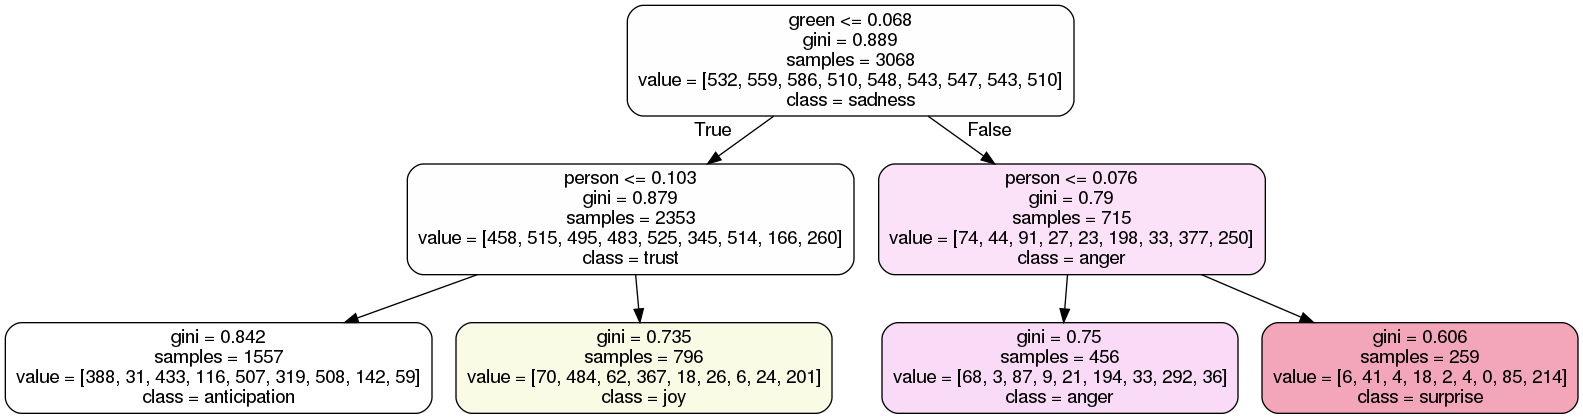 green <= 0.068
gini = 0.889
samples = 3068
value = [532, 559, 586, 510, 548, 543, 547, 543, 510]
class = sadness
True
False
person <= 0.103
gini = 0.879
samples = 2353
value = [458, 515, 495, 483, 525, 345, 514, 166, 260]
class = trust
person <= 0.076
gini = 0.79
samples = 715
value = [74, 44, 91, 27, 23, 198, 33, 377, 250]
class = anger
gini = 0.842
samples = 1557
value = [388, 31, 433, 116, 507, 319, 508, 142, 59]
class = anticipation
gini = 0.735
samples = 796
value = [70, 484, 62, 367, 18, 26, 6, 24, 201]
class = joy
gini = 0.75
samples = 456
value = [68, 3, 87, 9, 21, 194, 33, 292, 36]
class = anger
gini = 0.606
samples = 259
value = [6, 41, 4, 18, 2, 4, 0, 85, 214]
class = surprise